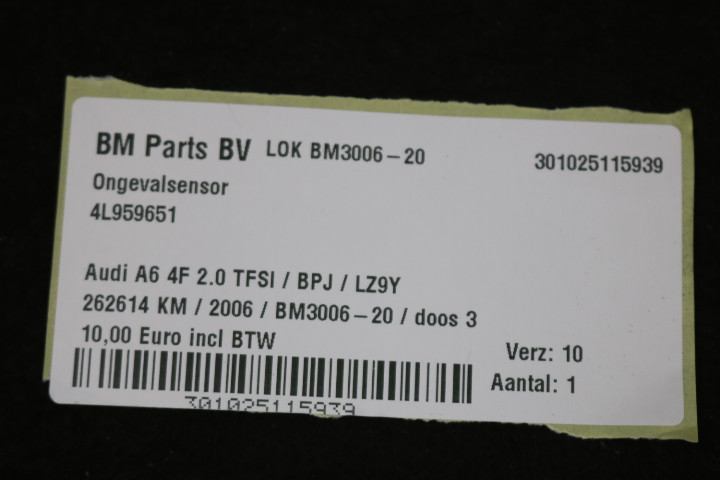 BM Parts BV LOK BM3006-20 301025115939
Ongevalsensor
4L959651
Audi A6 4F 2.0 TFSI / BPJ / LZ9Y
262614 KM / 2006 / BM3006-20 / doos 3
10,00 Euro incl BTW
Verz: 10
Aantal: 1
301025115939